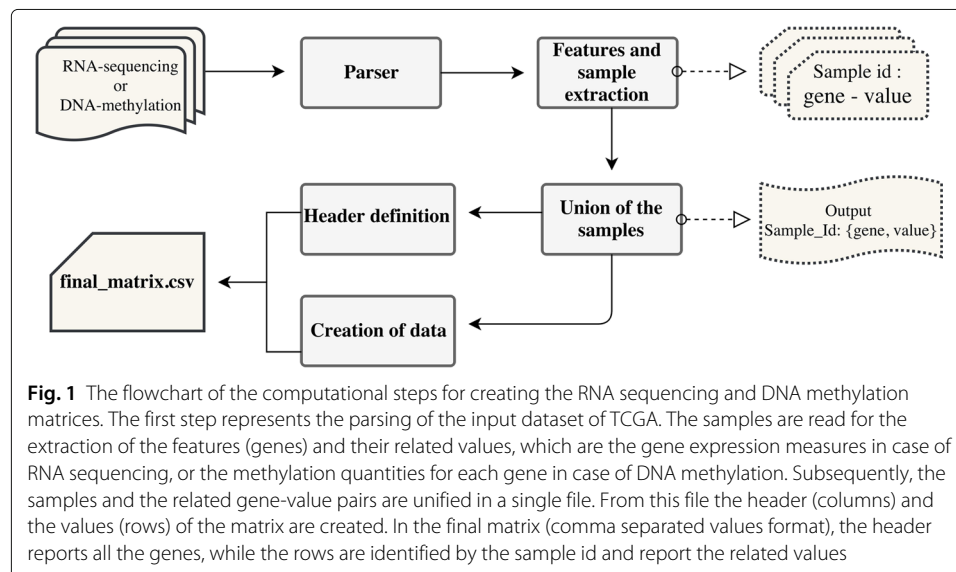 RNA-sequencing
or
DNA-methylation
Parser
Features and
sample
extraction
Sample id :
gene - value
Header definition
Union of the
samples
Output
Sample_Id: {gene, value}
final_matrix.csv
Creation of data
Fig. 1 The flowchart of the computational steps for creating the RNA sequencing and DNA methylation
matrices. The first step represents the parsing of the input dataset of TCGA. The samples are read for the
extraction of the features (genes) and their related values, which are the gene expression measures in case of
RNA sequencing, or the methylation quantities for each gene in case of DNA methylation. Subsequently, the
samples and the related gene-value pairs are unified in a single file. From this file the header (columns) and
the values (rows) of the matrix are created. In the final matrix (comma separated values format), the header
reports all the genes, while the rows are identified by the sample id and report the related values